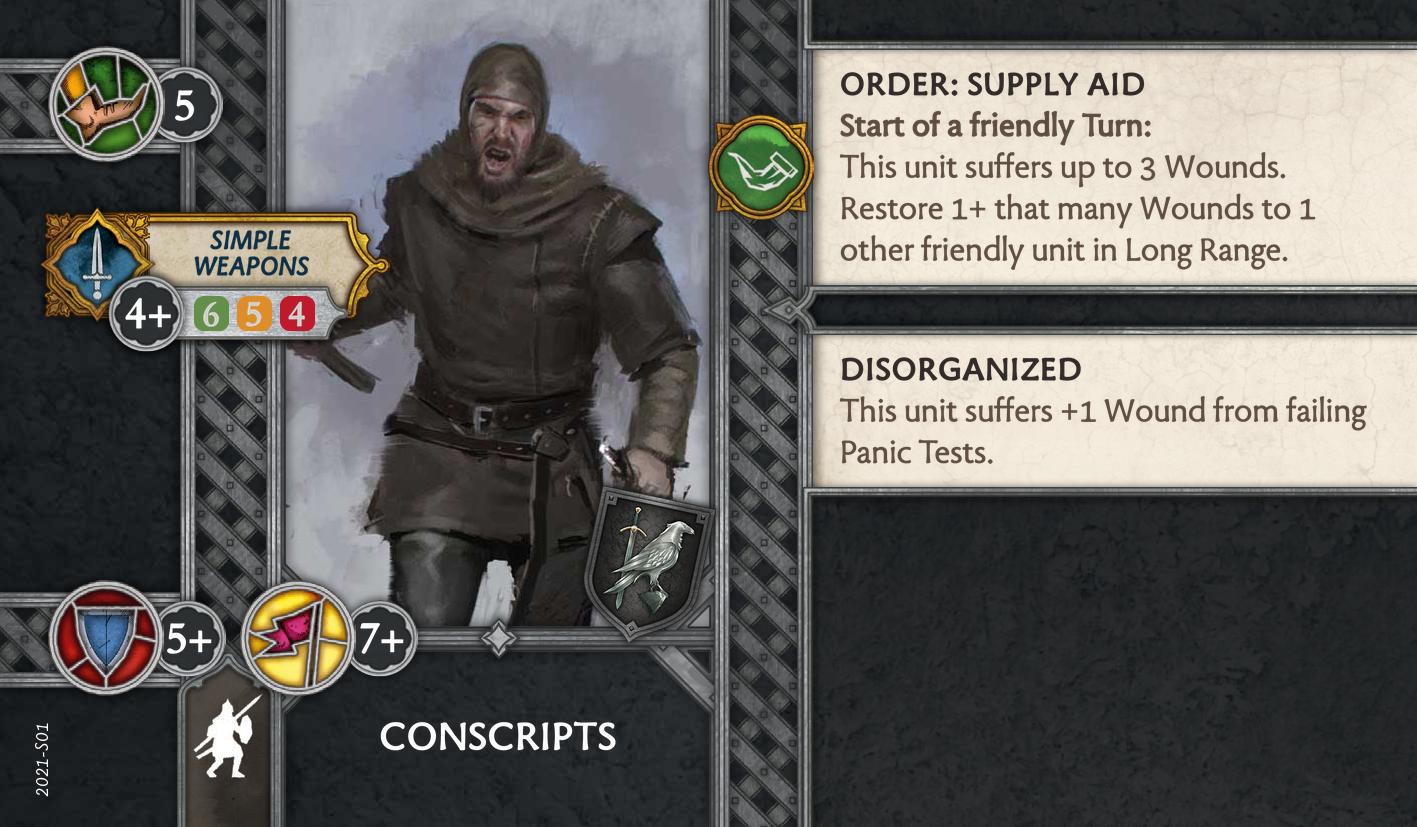 5
SIMPLE
WEAPONS
4+ 6 5 4
5+ 7+
CONSCRIPTS
2021-S01
ORDER: SUPPLY AID
Start of a friendly Turn:
This unit suffers up to 3 Wounds.
Restore 1+ that many Wounds to 1
other friendly unit in Long Range.
DISORGANIZED
This unit suffers +1 Wound from failing
Panic Tests.